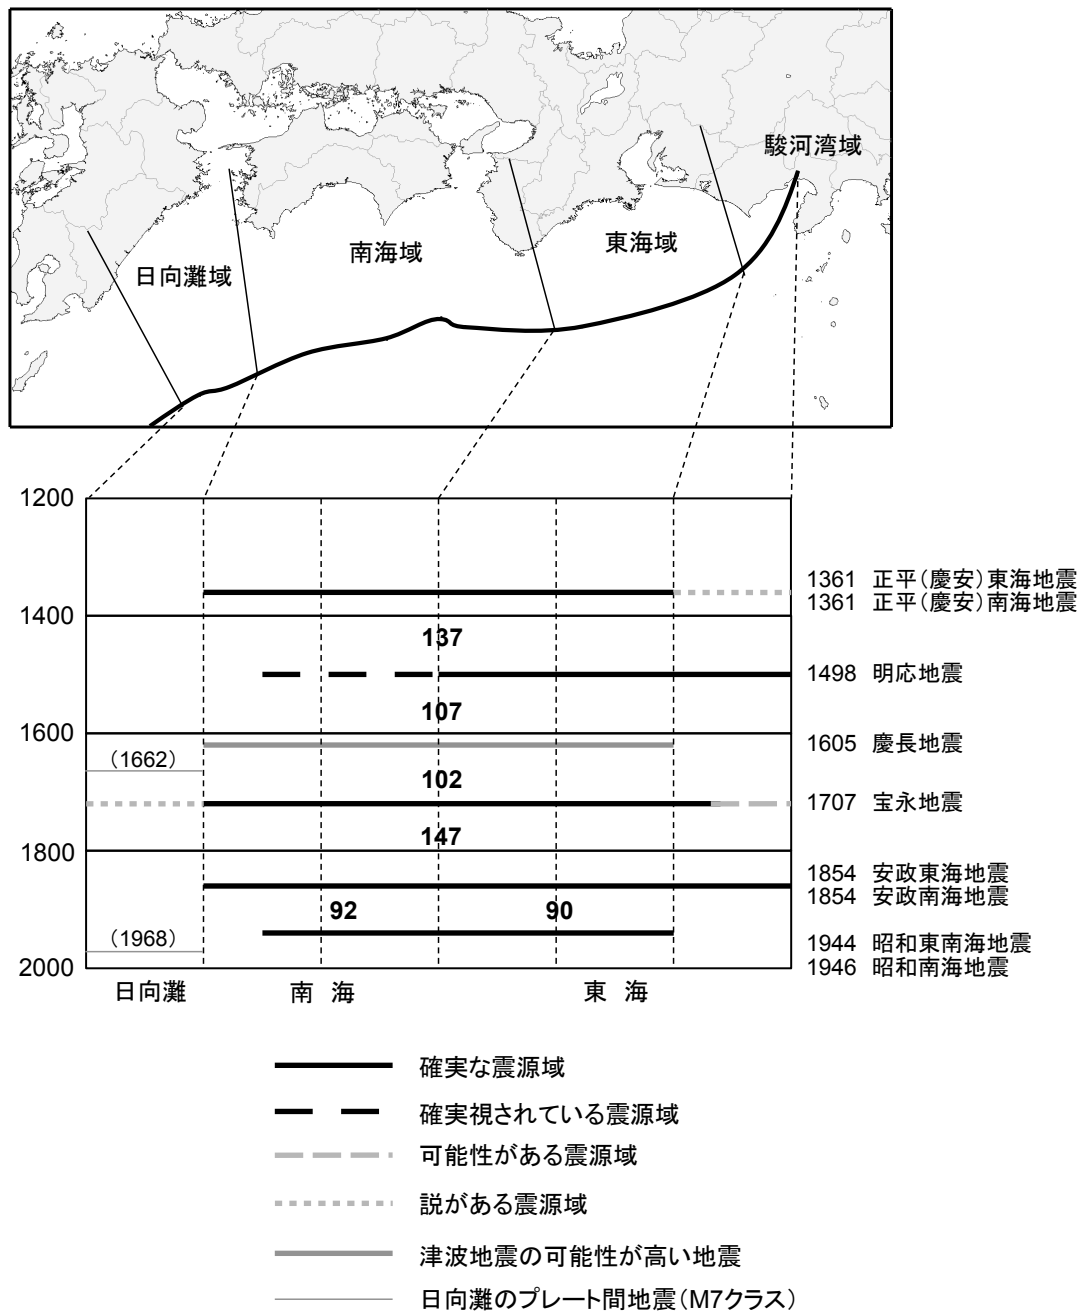 駿河湾域
東海域
南海域
日向灘域
1200
1361 正平(慶安)東海地震
1361 正平(慶安)南海地震
1400
137
1498 明応地震
107
1600
1605 慶長地震
(1662)
102
1707 宝永地震
147
1800
1854 安政東海地震
1854 安政南海地震
92 90
(1968)
1944 昭和東南海地震
2000
1946 昭和南海地震
日向灘 南 海 東 海
確実な震源域
確実視されている震源域
可能性がある震源域
説がある震源域
津波地震の可能性が高い地震
日向灘のプレート間地震(M7クラス)